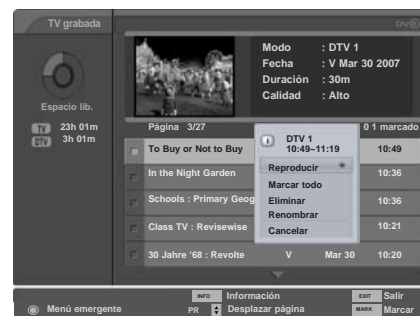 TV grabada
DVR
Modo : DTV 1
Fecha : V Mar 30 2007
Duración : 30m
Calidad : Alto
Espacio lib.
TV 23h 01m
DTV 3h 01m
Página 3/27
0 1 marcado
To Buy or Not to Buy 10:49
In the Night Garden 10:36
Schools : Primary Geog 10:36
Class TV : Revisewise 10:21
30 Jahre ‘68 : Revolte V Mar 30 10:20
i DTV 1
10:49~11:19
Reproducir
Marcar todo
Eliminar
Renombrar
Cancelar
INFO Información EXIT Salir
Menú emergente PR Desplazar página MARK Marcar